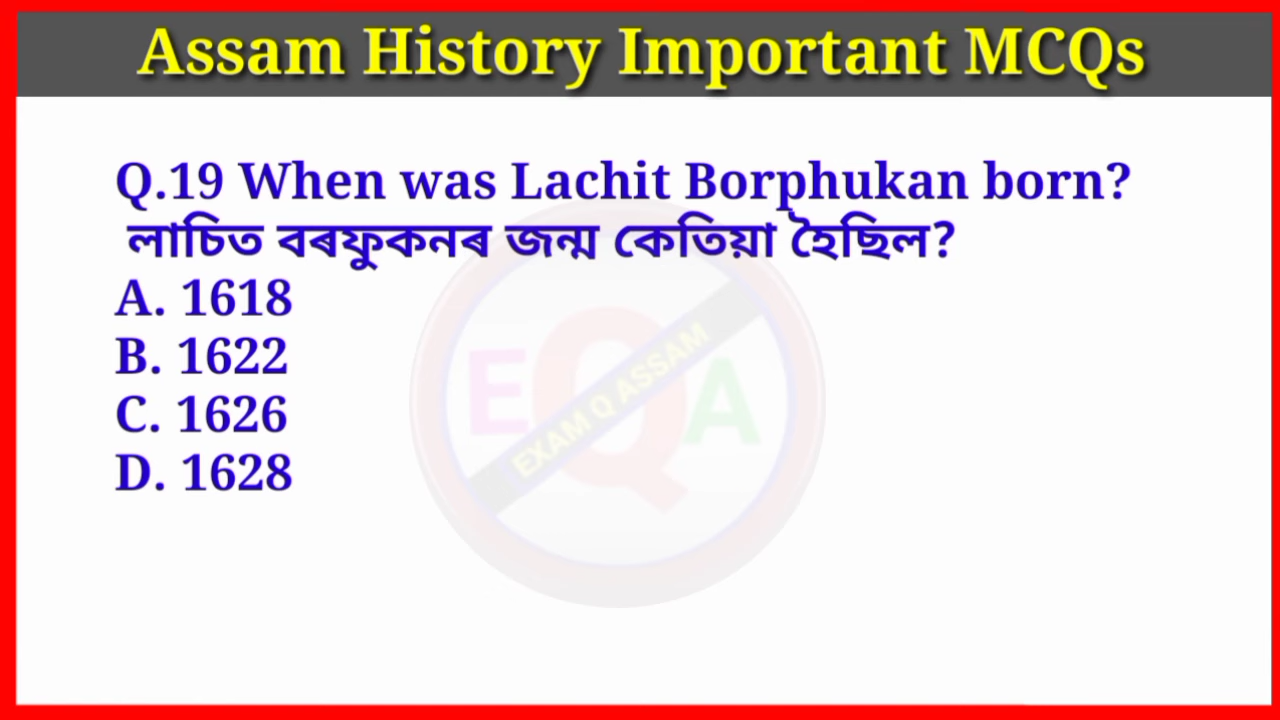 Assam History Important MCQs
Q.19 When was Lachit Borphukan born?
লাচিত বৰফুকনৰ জন্ম কেতিয়া হৈছিল?
A. 1618
B. 1622
C. 1626
D. 1628
EQA
EXAM Q ASSAM